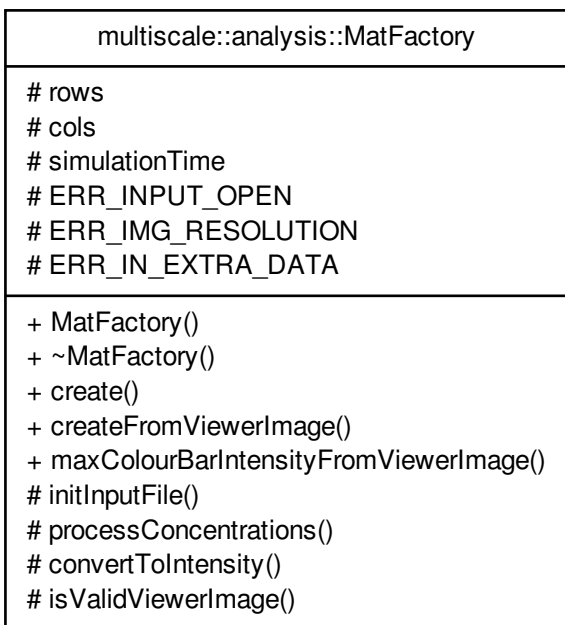 multiscale::analysis::MatFactory
# rows
# cols
# simulationTime
# ERR_INPUT_OPEN
# ERR_IMG_RESOLUTION
# ERR_IN_EXTRA_DATA
+ MatFactory()
+ ~MatFactory()
+ create()
+ createFromViewerImage()
+ maxColourBarIntensityFromViewerImage()
# initInputFile()
# processConcentrations()
# convertToIntensity()
# isValidViewerImage()